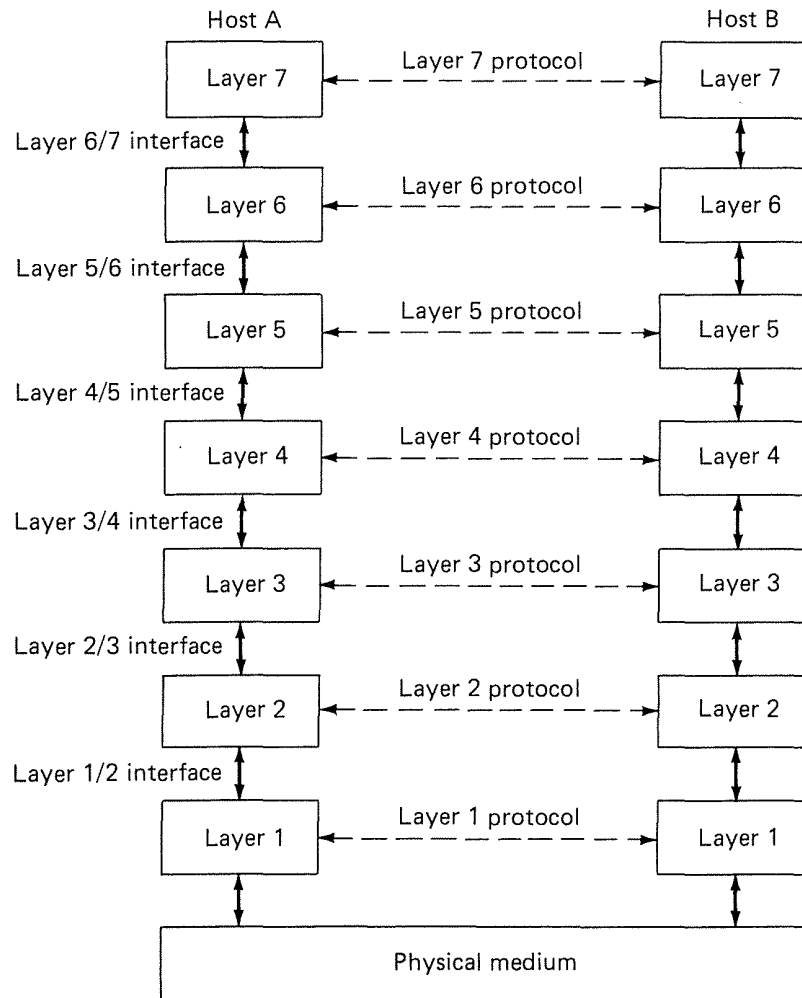 Host A
Host B
Layer 7 protocol
Layer 7
Layer 7
Layer 6/7 interface
Layer 6 protocol
Layer 6
Layer 6
Layer 5/6 interface
Layer 5 protocol
Layer 5
Layer 5
Layer 4/5 interface
Layer 4 protocol
Layer 4
Layer 4
Layer 3/4 interface
Layer 3 protocol
Layer 3
Layer 3
Layer 2/3 interface
Layer 2 protocol
Layer 2
Layer 2
Layer 1/2 interface
Layer 1 protocol
Layer 1
Layer 1
Physical medium